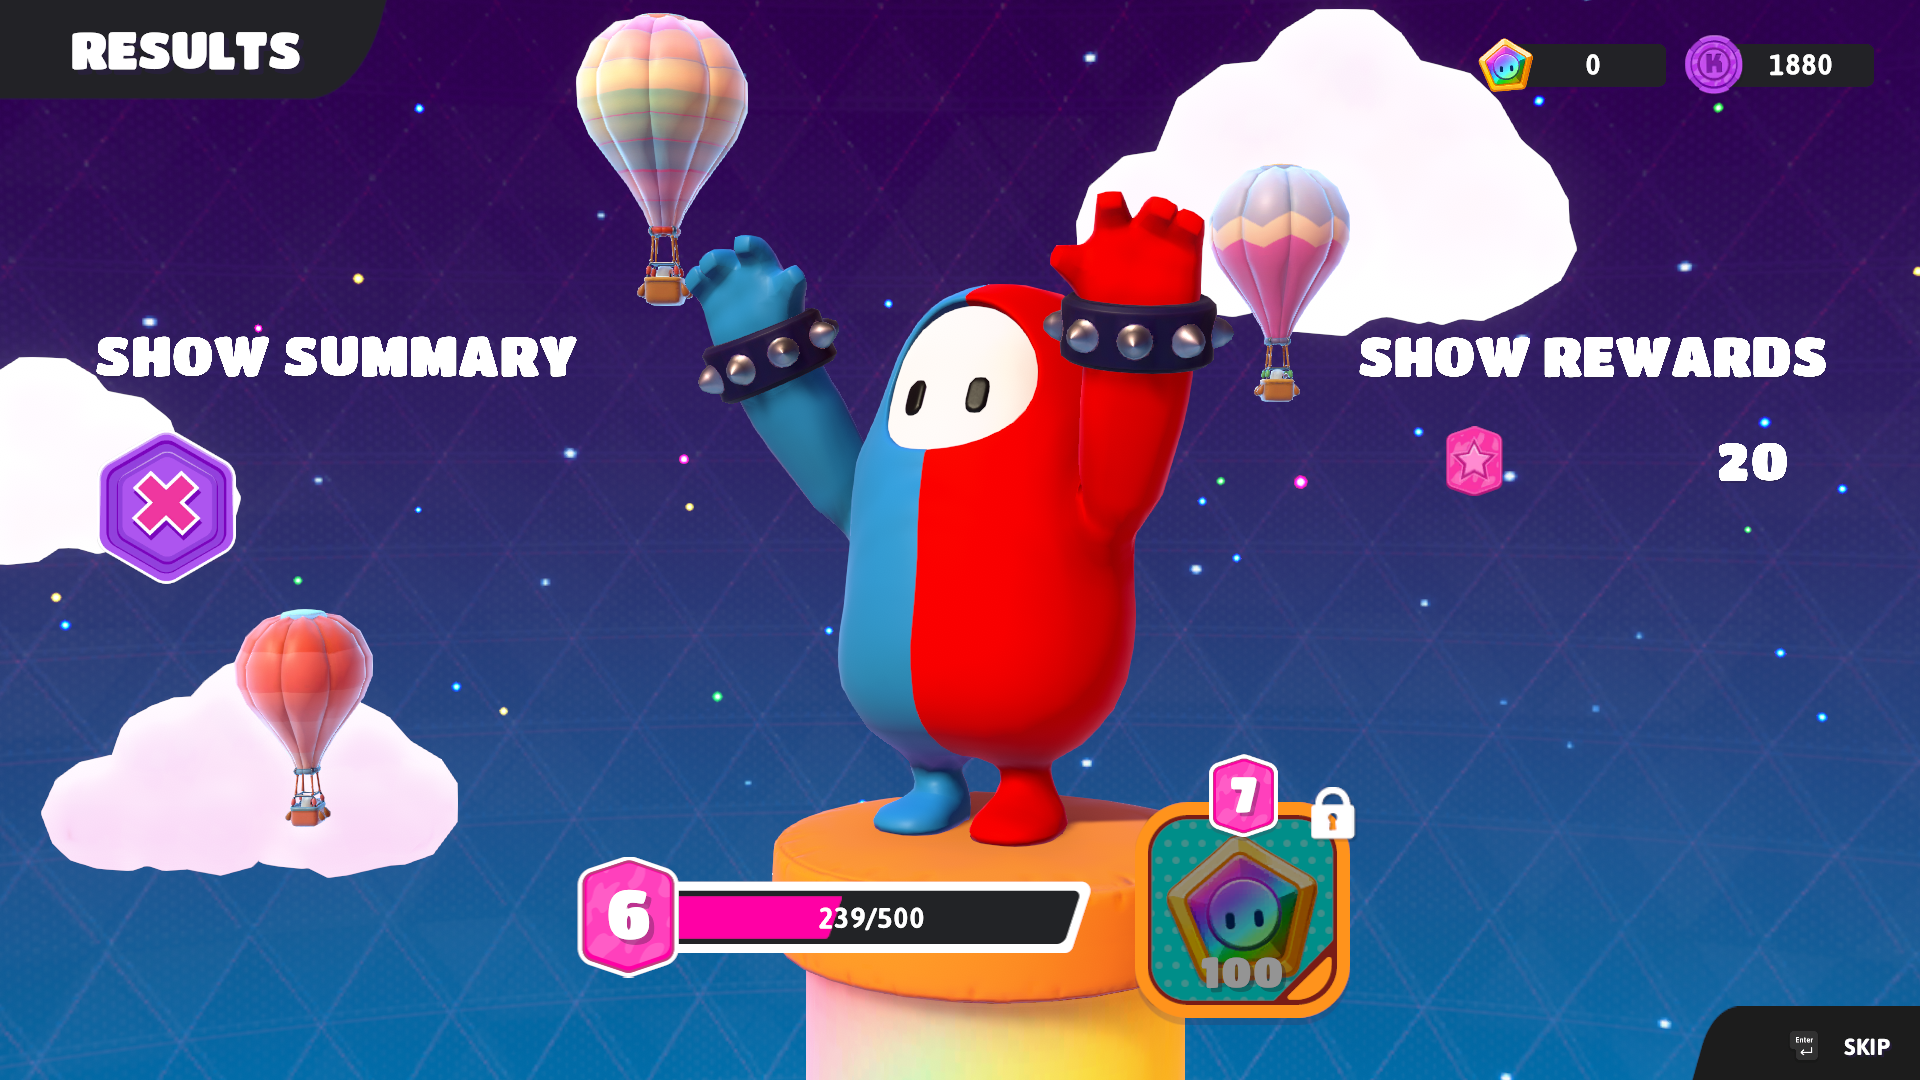 RESULTS
0
K
1880
SHOW SUMMARY
SHOW REWARDS
20
7
6
239/500
100
Enter
SKIP